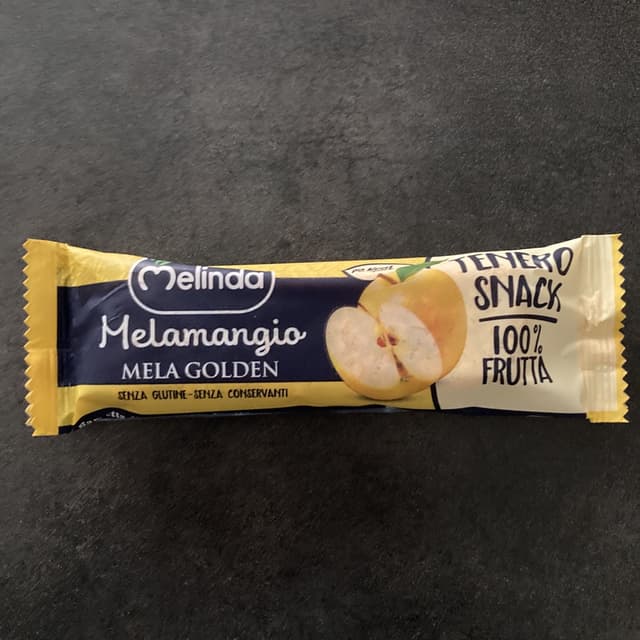 Melinda
Melamangio
MELA GOLDEN
SENZA GLUTINE-SENZA CONSERVANTI
TENERO
SNACK
100%
FRUTTA